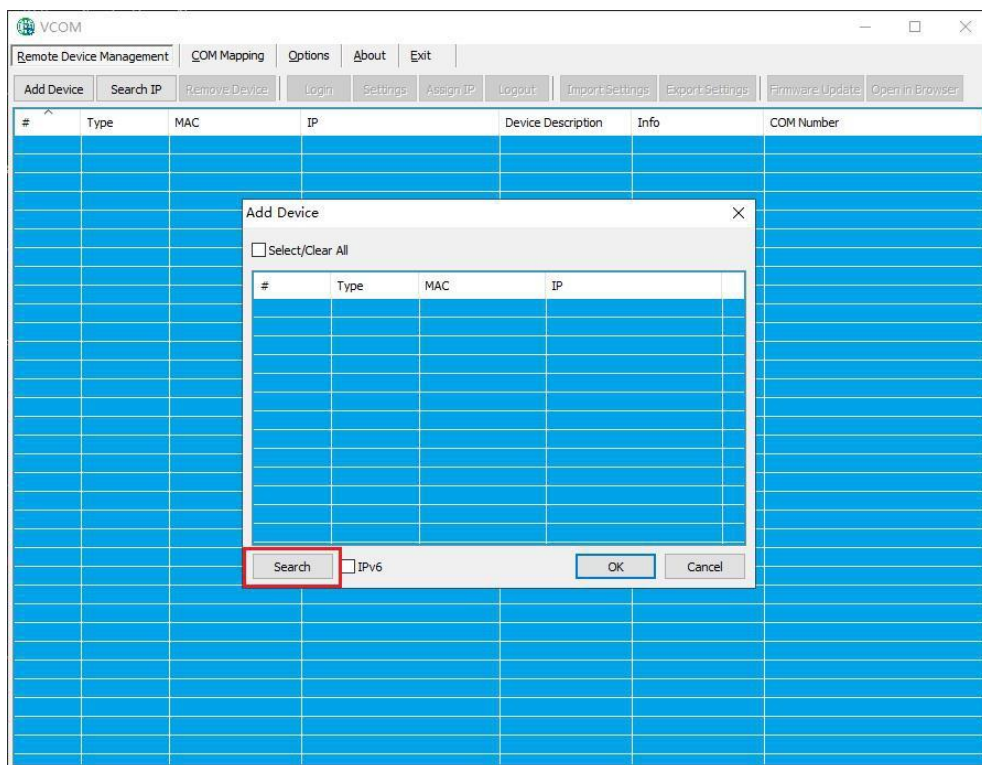 VCOM
Remote Device Management COM Mapping Options About Exit
Add Device Search IP Remove Device Login Settings Assign IP Logout Import Settings Export Settings Firmware Update Open in Browser
# Type MAC IP Device Description Info COM Number
Add Device
Select/Clear All
# Type MAC IP
Search IPv6 OK Cancel